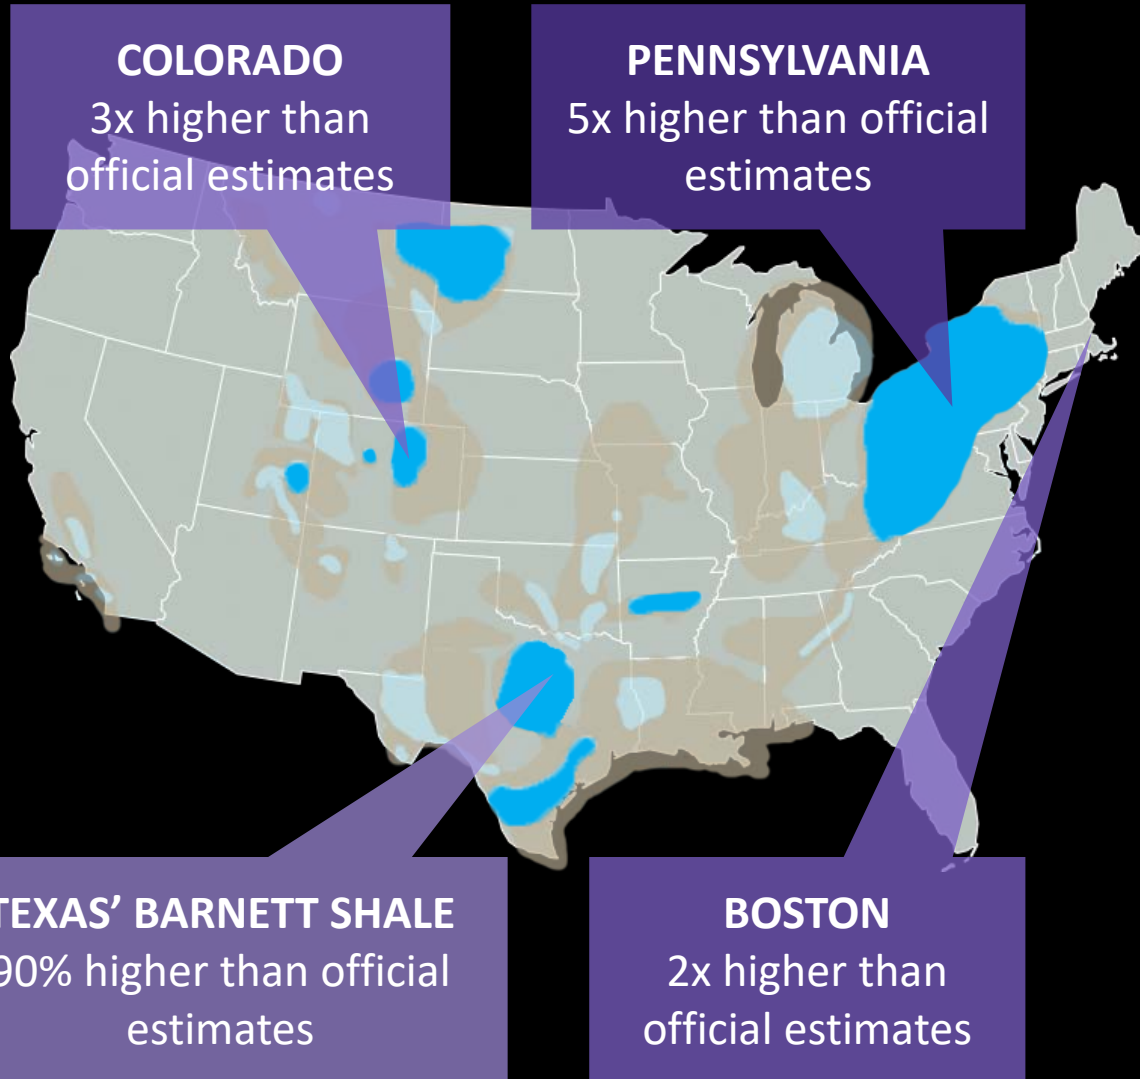 COLORADO
3x higher than
official estimates
PENNSYLVANIA
5x higher than official
estimates
TEXAS’ BARNETT SHALE
90% higher than official
estimates
BOSTON
2x higher than
official estimates